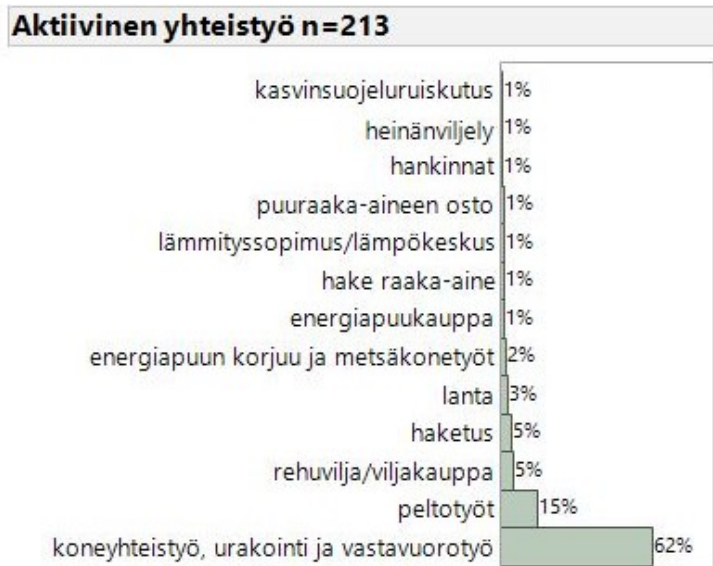 Aktiivinen yhteistyö n=213
kasvinsuojeluruiskutus 1%
heinänviljely 1%
hankinnat 1%
puuraaka-aineen osto 1%
lämmityssopimus/lämpökeskus 1%
hake raaka-aine 1%
energiapuukauppa 1%
energiapuun korjuu ja metsäkonetyöt 2%
lanta 3%
haketus 5%
rehuvilja/viljakauppa 5%
peltotyöt 15%
koneyhteistyö, urakointi ja vastavuorotyö 62%